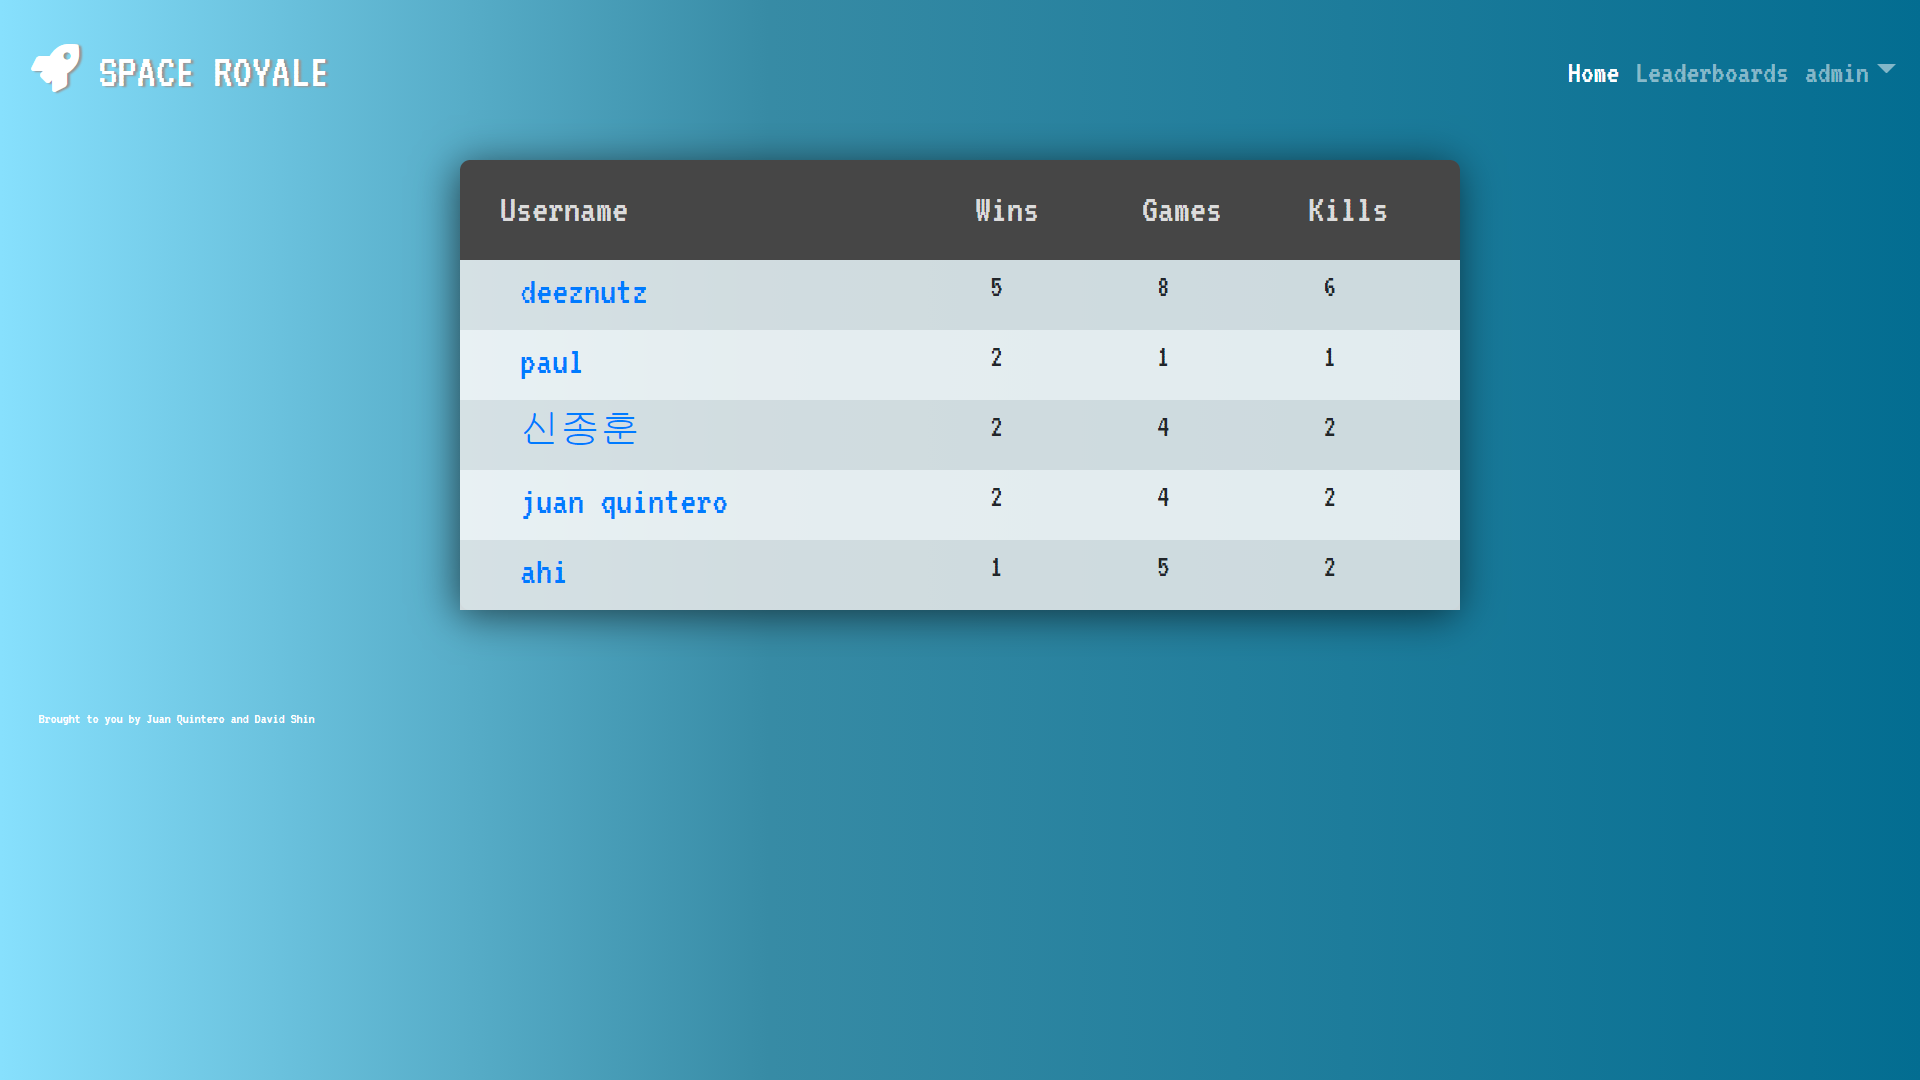 SPACE ROYALE
Home Leaderboards admin
Username Wins Games Kills
deeznutz 5 8 6
paul 2 1 1
신종훈 2 4 2
juan quintero 2 4 2
ahi 1 5 2
Brought to you by Juan Quintero and David Shin